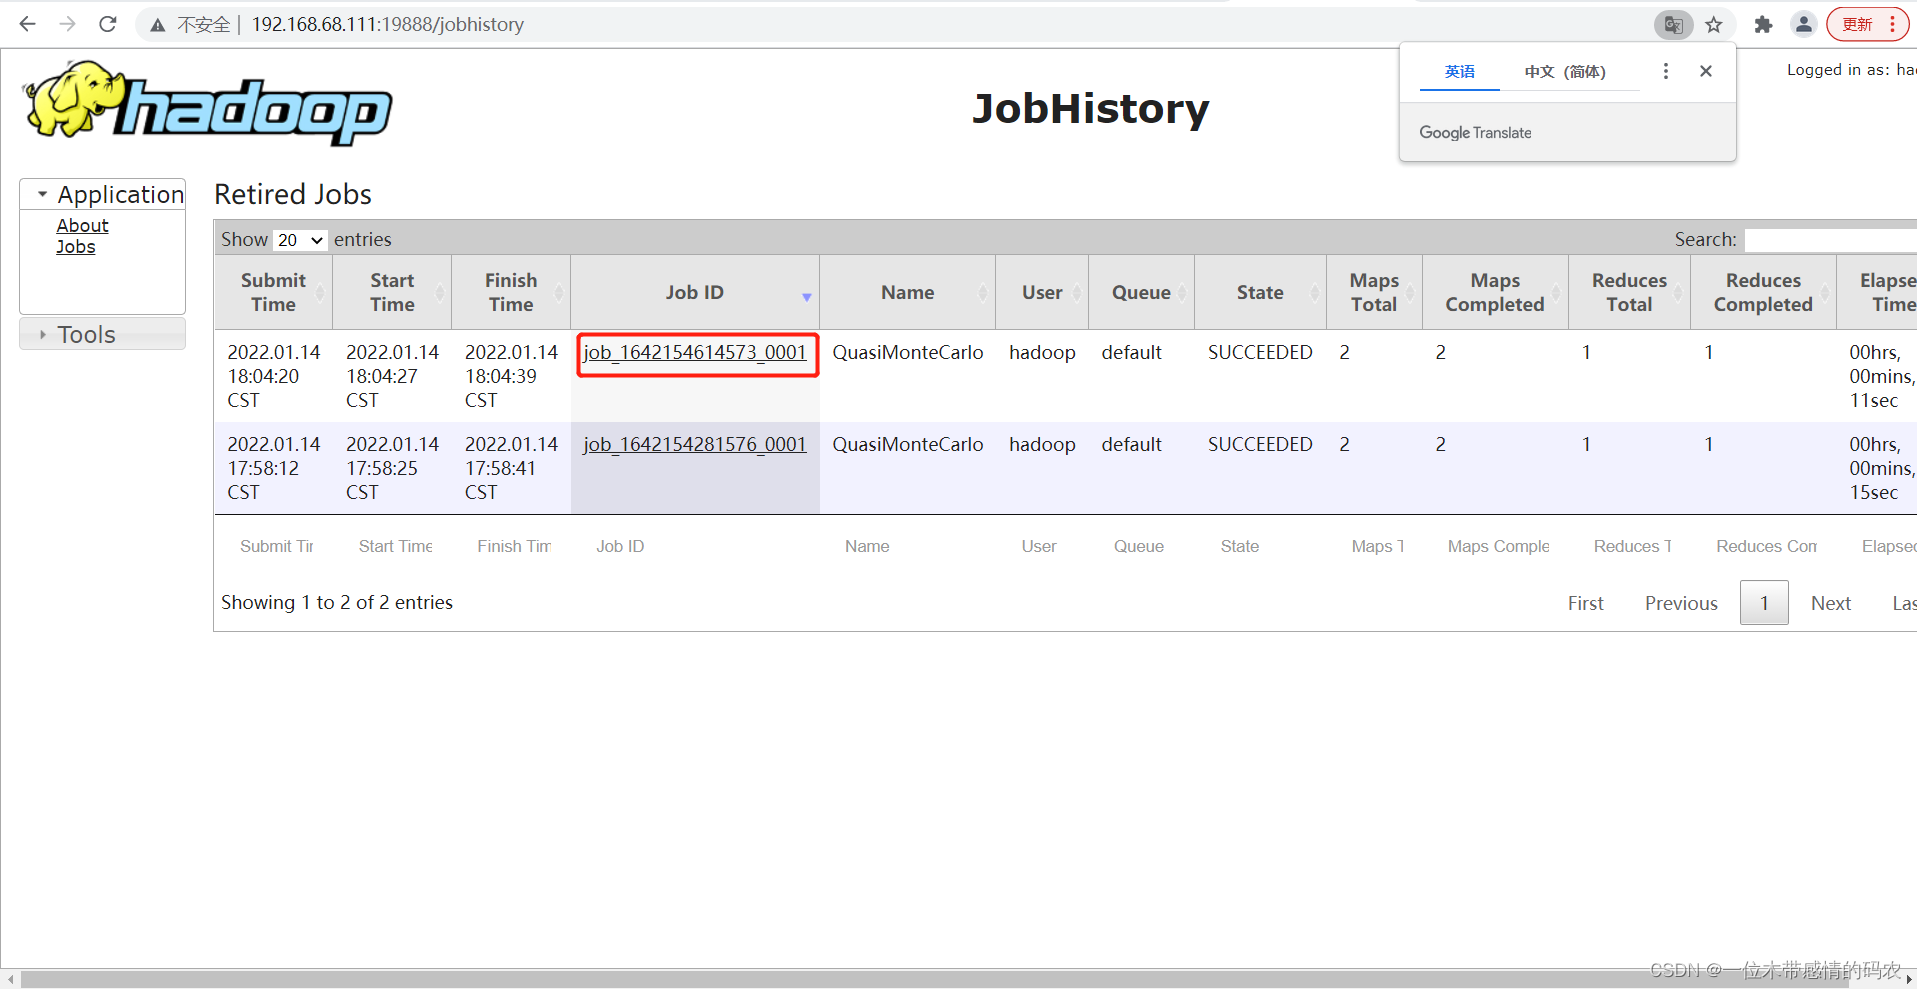 不安全 | 192.168.68.111:19888/jobhistory
更新
英语 中文（简体）
Google Translate
Logged in as: ha
hadoop
JobHistory
Application
About
Jobs
Tools
Retired Jobs
Show 20 entries
Search:
Submit Time Start Time Finish Time Job ID Name User Queue State Maps Total Maps Completed Reduces Total Reduces Completed Elapse Time
2022.01.14 2022.01.14 2022.01.14 job_1642154614573_0001 QuasiMonteCarlo hadoop default SUCCEEDED 2 2 1 1 00hrs,
18:04:20 18:04:27 18:04:39 00mins,
CST CST CST 11sec
2022.01.14 2022.01.14 2022.01.14 job_1642154281576_0001 QuasiMonteCarlo hadoop default SUCCEEDED 2 2 1 1 00hrs,
17:58:12 17:58:25 17:58:41 00mins,
CST CST CST 15sec
Submit Tir Start Time Finish Tim Job ID Name User Queue State Maps T Maps Comple Reduces T Reduces Com Elapsed
Showing 1 to 2 of 2 entries
First Previous 1 Next Las
CSDN @一位木带感情的码农